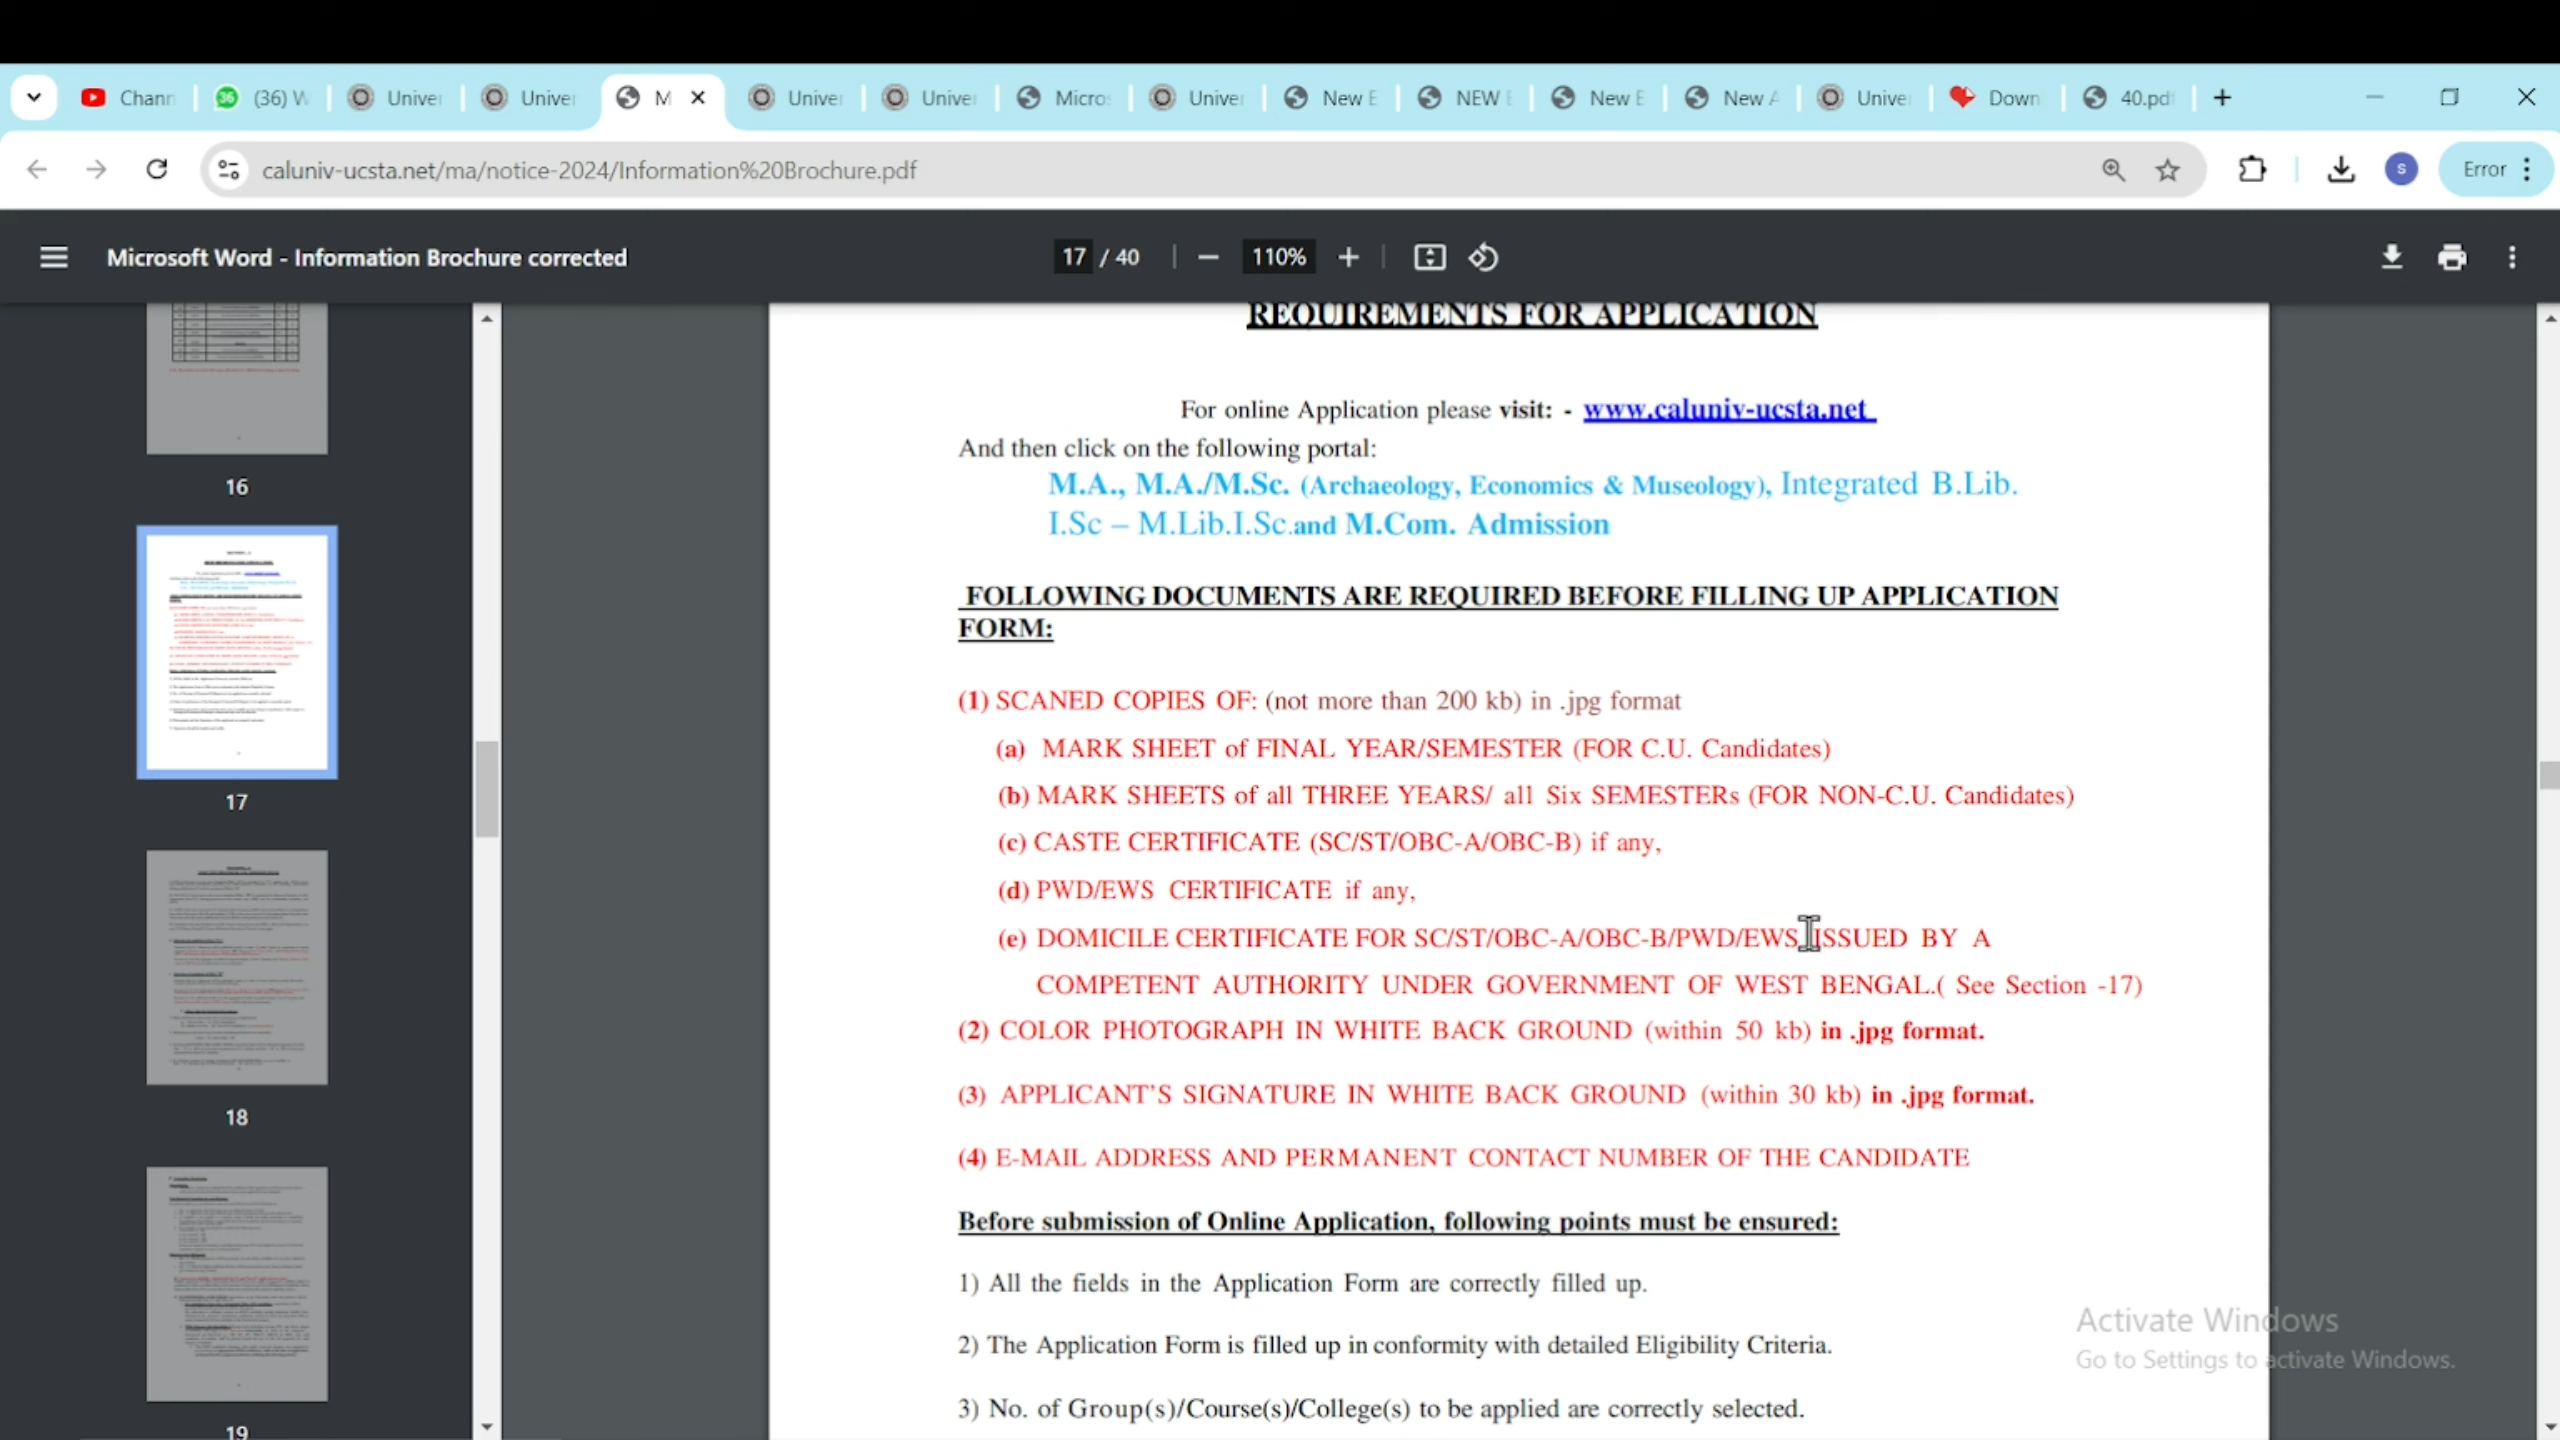 Chann
(36) W
Univer
Univer
M
Univer
Univer
Micro
Univer
New E
NEW
New E
New A
Unive
Down
40.pd
caluniv-ucsta.net/ma/notice-2024/Information%20Brochure.pdf
S
Error
Microsoft Word - Information Brochure corrected
17 / 40
110%
16
17
18
19
REQUIREMENTS FOR APPLICATION
For online Application please visit: - www.caluniv-ucsta.net
And then click on the following portal:
M.A., M.A./M.Sc. (Archaeology, Economics & Museology), Integrated B.Lib.
I.Sc – M.Lib.I.Sc.and M.Com. Admission
FOLLOWING DOCUMENTS ARE REQUIRED BEFORE FILLING UP APPLICATION
FORM:
(1) SCANED COPIES OF: (not more than 200 kb) in .jpg format
(a) MARK SHEET of FINAL YEAR/SEMESTER (FOR C.U. Candidates)
(b) MARK SHEETS of all THREE YEARS/ all Six SEMESTERs (FOR NON-C.U. Candidates)
(c) CASTE CERTIFICATE (SC/ST/OBC-A/OBC-B) if any,
(d) PWD/EWS CERTIFICATE if any,
(e) DOMICILE CERTIFICATE FOR SC/ST/OBC-A/OBC-B/PWD/EWS ISSUED BY A
COMPETENT AUTHORITY UNDER GOVERNMENT OF WEST BENGAL.( See Section -17)
(2) COLOR PHOTOGRAPH IN WHITE BACK GROUND (within 50 kb) in .jpg format.
(3) APPLICANT'S SIGNATURE IN WHITE BACK GROUND (within 30 kb) in .jpg format.
(4) E-MAIL ADDRESS AND PERMANENT CONTACT NUMBER OF THE CANDIDATE
Before submission of Online Application, following points must be ensured:
1) All the fields in the Application Form are correctly filled up.
2) The Application Form is filled up in conformity with detailed Eligibility Criteria.
3) No. of Group(s)/Course(s)/College(s) to be applied are correctly selected.
Activate Windows
Go to Settings to activate Windows.